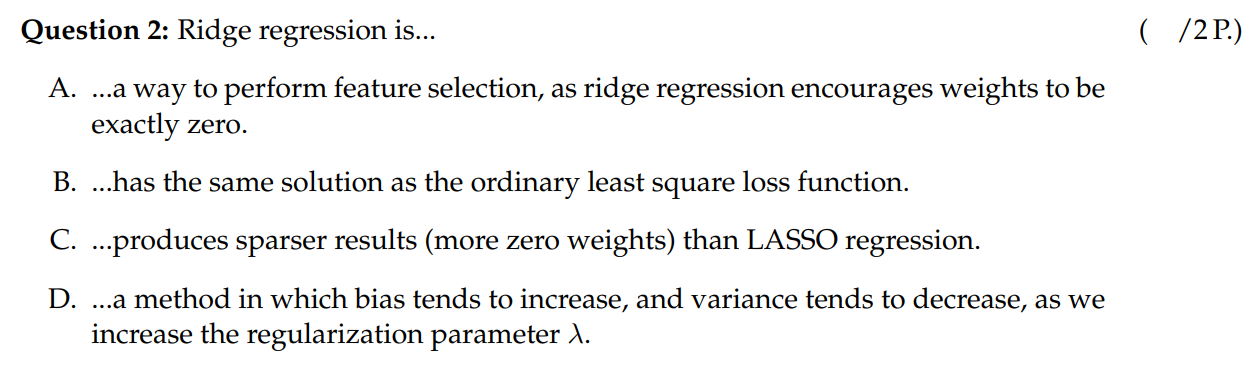 Question 2: Ridge regression is... ( /2 P.)
A. ...a way to perform feature selection, as ridge regression encourages weights to be
exactly zero.
B. ...has the same solution as the ordinary least square loss function.
C. ...produces sparser results (more zero weights) than LASSO regression.
D. ...a method in which bias tends to increase, and variance tends to decrease, as we
increase the regularization parameter λ.